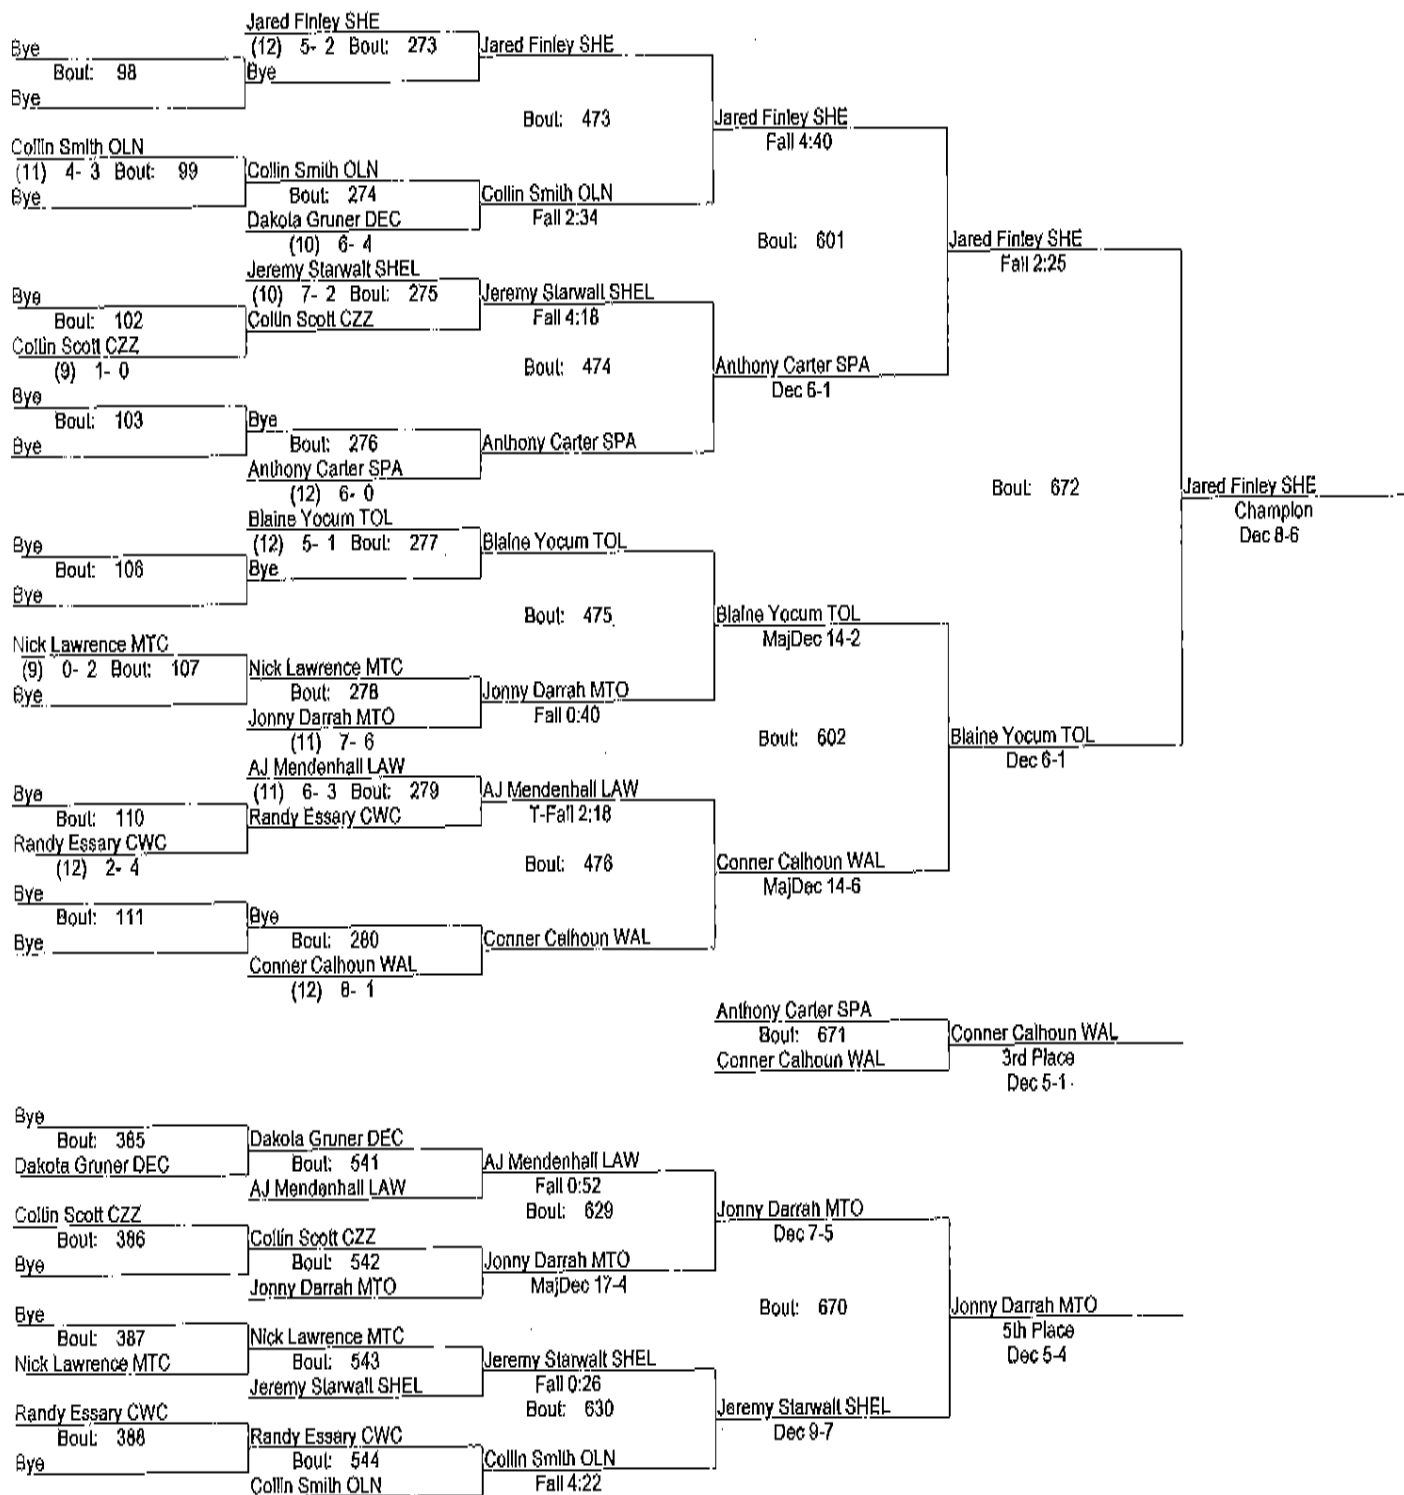 Jared Finley SHE
Bye
(12) 5- 2 Bout: 273
Jared Finley SHE
Bout: 98
Bye
Bye
Bout: 473
Jared Finley SHE
Fall 4:40
Collin Smith OLN
(11) 4- 3 Bout: 99
Collin Smith OLN
Bye
Bout: 274
Collin Smith OLN
Dakota Gruner DEC
Fall 2:34
(10) 6- 4
Bout: 601
Jared Finley SHE
Fall 2:25
Jeremy Starwalt SHEL
Bye
(10) 7- 2 Bout: 275
Jeremy Starwalt SHEL
Bout: 102
Collin Scott CZZ
Fall 4:18
Collin Scott CZZ
(9) 1- 0
Bout: 474
Anthony Carter SPA
Dec 6-1
Bye
Bout: 103
Bye
Bye
Bout: 276
Anthony Carter SPA
Anthony Carter SPA
(12) 6- 0
Bout: 672
Jared Finley SHE
Champion
Dec 8-6
Blaine Yocum TOL
Bye
(12) 5- 1 Bout: 277
Blaine Yocum TOL
Bout: 106
Bye
Bye
Bout: 475
Blaine Yocum TOL
MajDec 14-2
Nick Lawrence MTC
(9) 0- 2 Bout: 107
Nick Lawrence MTC
Bye
Bout: 278
Jonny Darrah MTO
Jonny Darrah MTO
Fall 0:40
(11) 7- 6
Bout: 602
Blaine Yocum TOL
Dec 6-1
AJ Mendenhall LAW
Bye
(11) 6- 3 Bout: 279
AJ Mendenhall LAW
Bout: 110
Randy Essary CWC
T-Fall 2:18
Randy Essary CWC
(12) 2- 4
Bout: 476
Conner Calhoun WAL
MajDec 14-6
Bye
Bout: 111
Bye
Bye
Bout: 280
Conner Calhoun WAL
Conner Calhoun WAL
(12) 8- 1
Anthony Carter SPA
Bout: 671
Conner Calhoun WAL
Conner Calhoun WAL
3rd Place
Dec 5-1
Bye
Bout: 385
Dakota Gruner DEC
Dakota Gruner DEC
Bout: 541
AJ Mendenhall LAW
AJ Mendenhall LAW
Fall 0:52
Bout: 629
Jonny Darrah MTO
Dec 7-5
Collin Scott CZZ
Bout: 386
Collin Scott CZZ
Bye
Bout: 542
Jonny Darrah MTO
Jonny Darrah MTO
MajDec 17-4
Bout: 670
Jonny Darrah MTO
5th Place
Dec 5-4
Bye
Bout: 387
Nick Lawrence MTC
Nick Lawrence MTC
Bout: 543
Jeremy Starwalt SHEL
Jeremy Starwalt SHEL
Fall 0:26
Bout: 630
Jeremy Starwalt SHEL
Dec 9-7
Randy Essary CWC
Bout: 388
Randy Essary CWC
Bye
Bout: 544
Collin Smith OLN
Collin Smith OLN
Fall 4:22